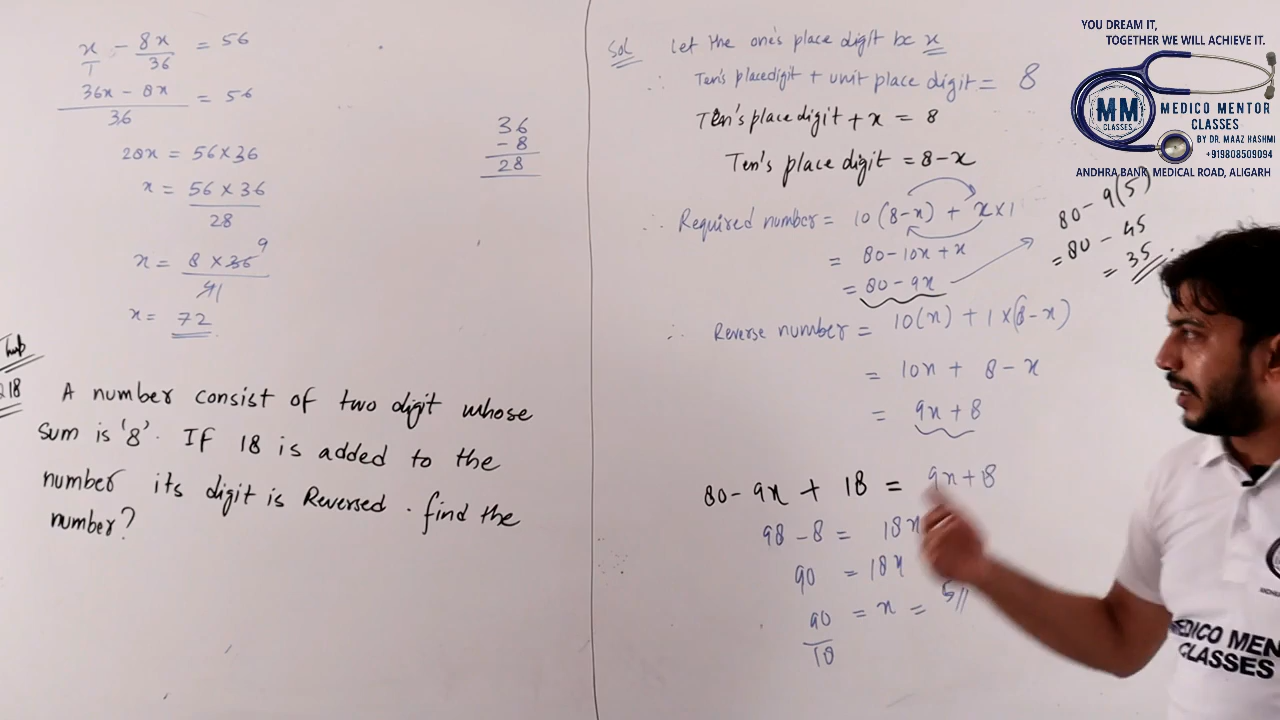 x/1 - 8x/36 = 56
36x - 8x/36 = 56
28x = 56 x 36
x = 56 x 36/28
x = 8 x 36 9/41
x = 72
36
- 8
28
218
A number consist of two digit whose
sum is '8'. If 18 is added to the
number its digit is Reversed. find the
number?
Sol Let the one's place digit be x
∴ Ten's place digit + unit place digit = 8
Ten's place digit + x = 8
Ten's place digit = 8-x
∴ Required number = 10(8-x) + x x 1
= 80 - 10x + x
= 80 - 9x
80 - 9(5)
= 80 - 45
= 35
∴ Reverse number = 10(x) + 1 x (8-x)
= 10x + 8 - x
= 9x + 8
80 - 9x + 18 = 9x + 8
98 - 8 = 18x
90 = 18x
90/18 = x = 5
YOU DREAM IT,
TOGETHER WE WILL ACHIEVE IT.
MM
CLASSES
MEDICO MENTOR
CLASSES
BY DR. MAAZ HASHMI
+919808509094
ANDHRA BANK, MEDICAL ROAD, ALIGARH
EDICO MEN
CLASSES